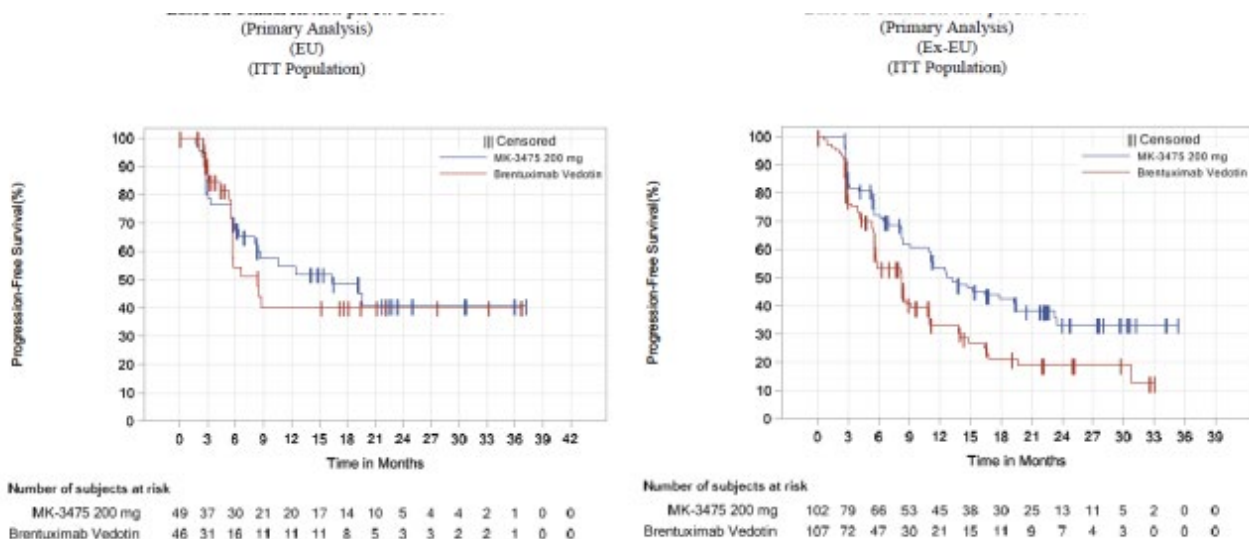 (Primary Analysis)
(EU)
(ITT Population)
100
90
80
70
60
50
40
30
20
10
0
Progression-Free Survival(%)
||| Censored
MK-3475 200 mg
Brentuximab Vedotin
0 3 6 9 12 15 18 21 24 27 30 33 36 39 42
Time in Months
Number of subjects at risk
MK-3475 200 mg 49 37 30 21 20 17 14 10 5 4 4 2 1 0 0
Brentuximab Vedotin 46 31 16 11 11 11 8 5 3 3 2 2 1 0 0
(Primary Analysis)
(Ex-EU)
(ITT Population)
100
90
80
70
60
50
40
30
20
10
0
Progression-Free Survival(%)
||| Censored
MK-3475 200 mg
Brentuximab Vedotin
0 3 6 9 12 15 18 21 24 27 30 33 36 39
Time in Months
Number of subjects at risk
MK-3475 200 mg 102 79 66 53 45 38 30 25 13 11 5 2 0 0
Brentuximab Vedotin 107 72 47 30 21 15 11 9 7 4 3 0 0 0